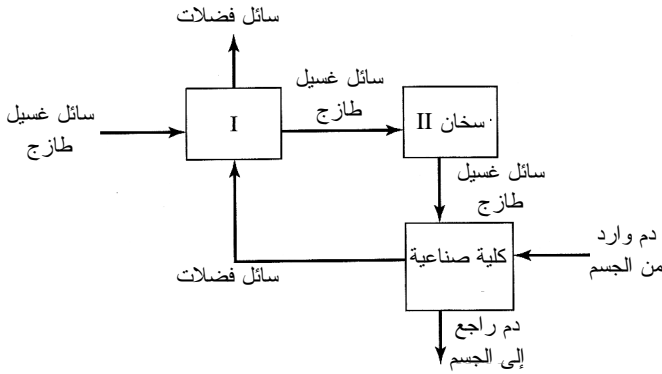 سائل فضلات
سائل غسيل
طازج
I
سائل غسيل
طازج
سخان II
سائل غسيل
طازج
كلية صناعية
دم وارد
من الجسم
سائل فضلات
دم راجع
إلى الجسم